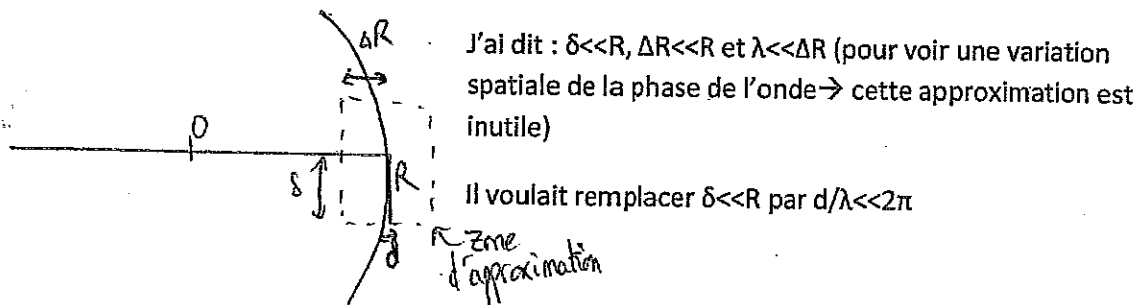 ΔR
J'ai dit : δ<<R, ΔR<<R et λ<<ΔR (pour voir une variation
spatiale de la phase de l'onde→ cette approximation est
inutile)
O
δ
R
Il voulait remplacer δ<<R par d/λ<<2π
d
zone
d'approximation